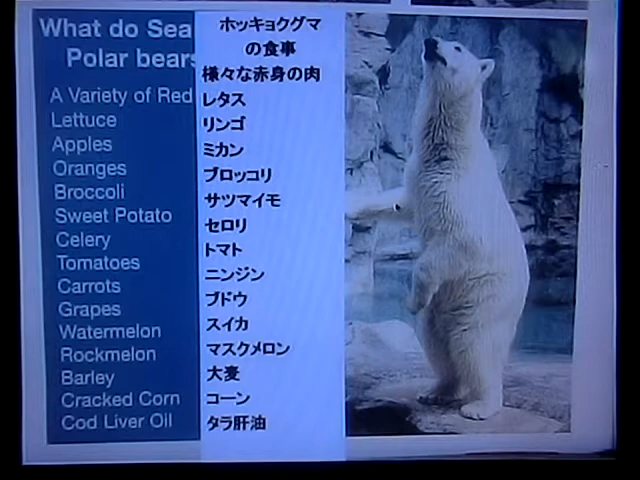 What do Sea
Polar bears
A Variety of Red
Lettuce
Apples
Oranges
Broccoli
Sweet Potato
Celery
Tomatoes
Carrots
Grapes
Watermelon
Rockmelon
Barley
Cracked Corn
Cod Liver Oil
ホッキョクグマ
の食事
様々な赤身の肉
レタス
リンゴ
ミカン
ブロッコリ
サツマイモ
セロリ
トマト
ニンジン
ブドウ
スイカ
マスクメロン
大麦
コーン
タラ肝油